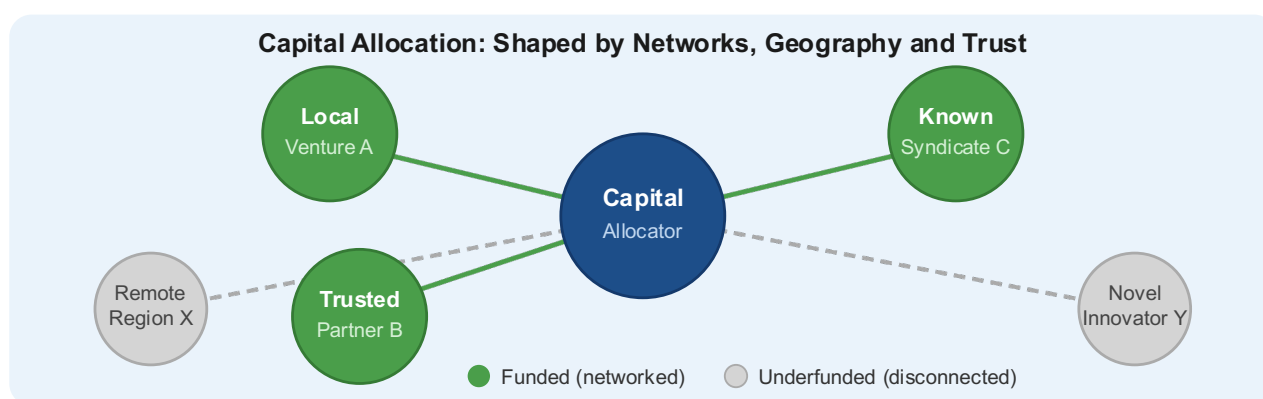 Capital Allocation: Shaped by Networks, Geography and Trust
Local
Venture A
Known
Syndicate C
Capital
Allocator
Remote
Region X
Trusted
Partner B
Novel
Innovator Y
Funded (networked)
Underfunded (disconnected)